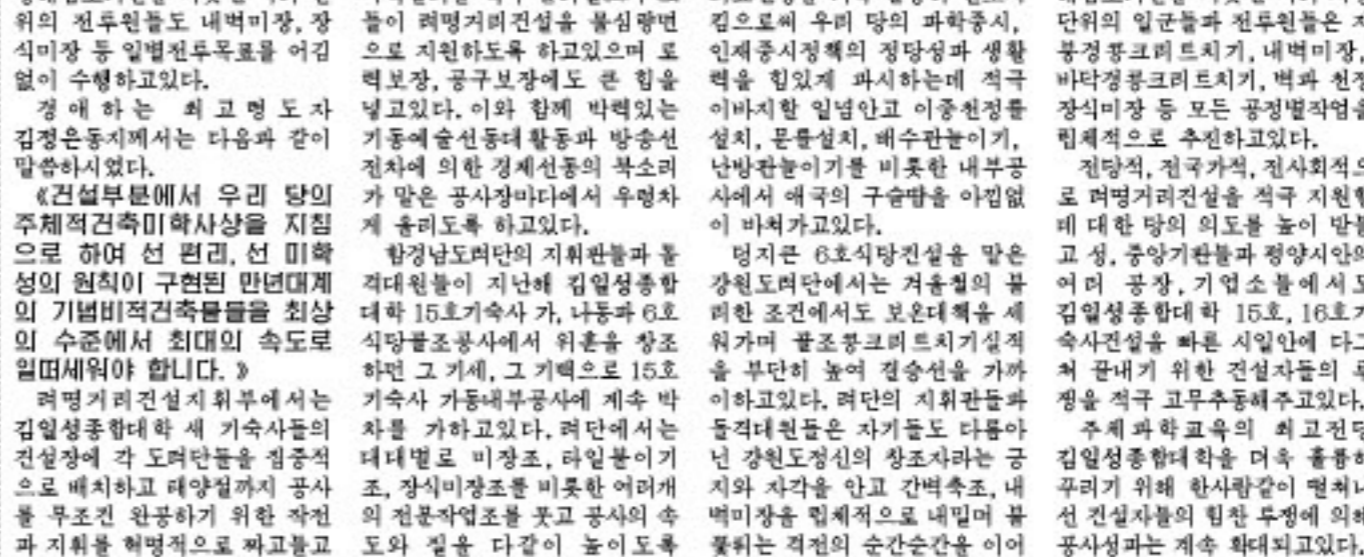 위의 전투원들도 내벽미장, 장
식미장 등 일별전투목표를 어김
없이 수행하고있다.
경애하는 최고령도자
김정은동지께서는 다음과 같이
말씀하시였다.
《건설부문에서 우리 당의
주체적건축미학사상을 지침
으로 하여 선 편리, 선 미학
성의 원칙이 구현된 만년대계
의 기념비적건축물들을 최상
의 수준에서 최대의 속도로
일떠세워야 합니다.》
려명거리건설지휘부에서는
김일성종합대학 새 기숙사들의
건설장에 각 도려단들을 집중적
으로 배치하고 태양절까지 공사
를 무조건 완공하기 위한 작전
과 지휘를 혁명적으로 짜고들고
들이 려명거리건설을 물심량면
으로 지원하도록 하고있으며 로
력보장, 공구보장에도 큰 힘을
넣고있다. 이와 함께 박력있는
기동예술선동대활동과 방송선
전차에 의한 경제선동의 북소리
가 맡은 공사장마다에서 우렁차
게 울리도록 하고있다.
함경남도려단의 지휘관들과 돌
격대원들이 지난해 김일성종합
대학 15호기숙사 가, 나동과 6호
식당골조공사에서 위훈을 창조
하던 그 기세, 그 기백으로 15호
기숙사 가동내부공사에 계속 박
차를 가하고있다. 려단에서는
대대별로 미장조, 타일붙이기
조, 장식미장조를 비롯한 여러개
의 전문작업조를 뭇고 공사의 속
도와 질을 다같이 높이도록
킴으로써 우리 당의 과학중시,
인재중시정책의 정당성과 생활
력을 힘있게 과시하는데 적극
이바지할 일념안고 이중천정틀
설치, 문틀설치, 배수관늘이기,
난방관늘이기를 비롯한 내부공
사에서 애국의 구슬땀을 아낌없
이 바쳐가고있다.
덩지큰 6호식당건설을 맡은
강원도려단에서는 겨울철의 불
리한 조건에서도 보온대책을 세
워가며 골조콩크리트치기실적
을 부단히 높여 결승선을 가까
이하고있다. 려단의 지휘관들과
돌격대원들은 자기들도 다름아
닌 강원도정신의 창조자라는 긍
지와 자각을 안고 간벽축조, 내
벽미장을 립체적으로 내밀며 불
꽃튀는 격전의 순간순간을 이어
단위의 일군들과 전투원들은 지
붕경콩크리트치기, 내벽미장,
바닥경콩크리트치기, 벽과 천정
장식미장 등 모든 공정별작업을
립체적으로 추진하고있다.
전당적, 전국가적, 전사회적으
로 려명거리건설을 적극 지원할
데 대한 당의 의도를 높이 받들
고 성, 중앙기관들과 평양시안의
여러 공장, 기업소들에서도
김일성종합대학 15호, 16호기
숙사건설을 빠른 시일안에 다그
쳐 끝내기 위한 건설자들의 투
쟁을 적극 고무추동해주고있다.
주체과학교육의 최고전당
김일성종합대학을 더욱 훌륭히
꾸리기 위해 한사람같이 떨쳐나
선 건설자들의 힘찬 투쟁에 의해
공사성과는 계속 확대되고있다.